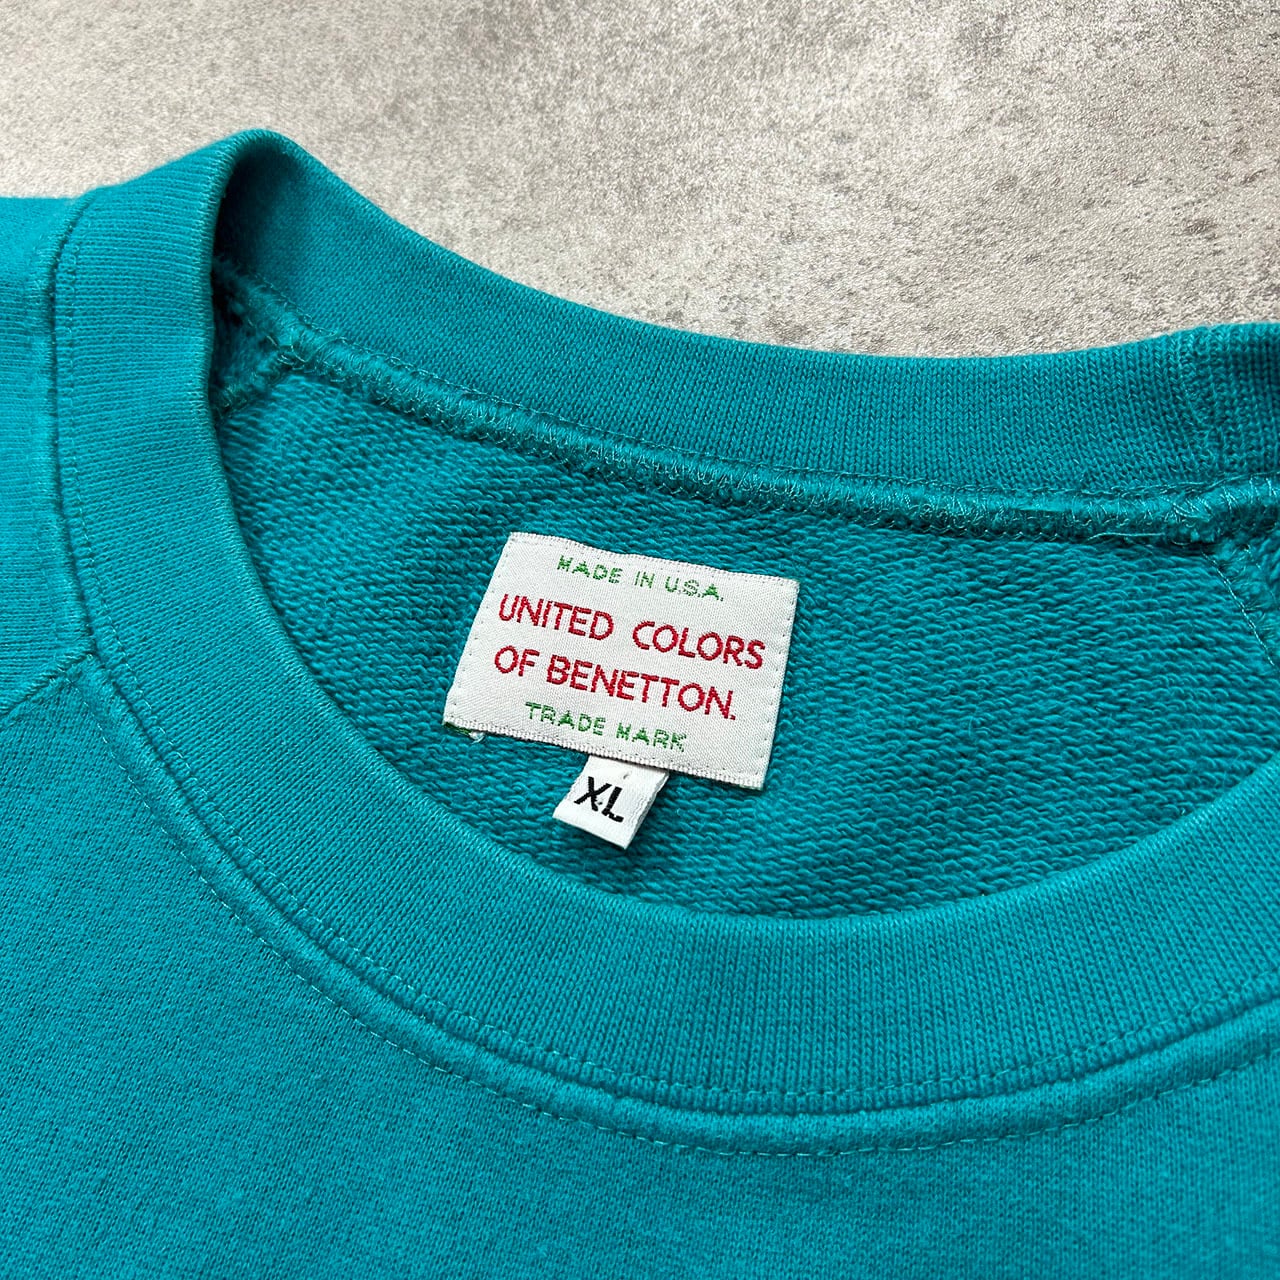 MADE IN U.S.A.
UNITED COLORS
OF BENETTON.
TRADE MARK
XL